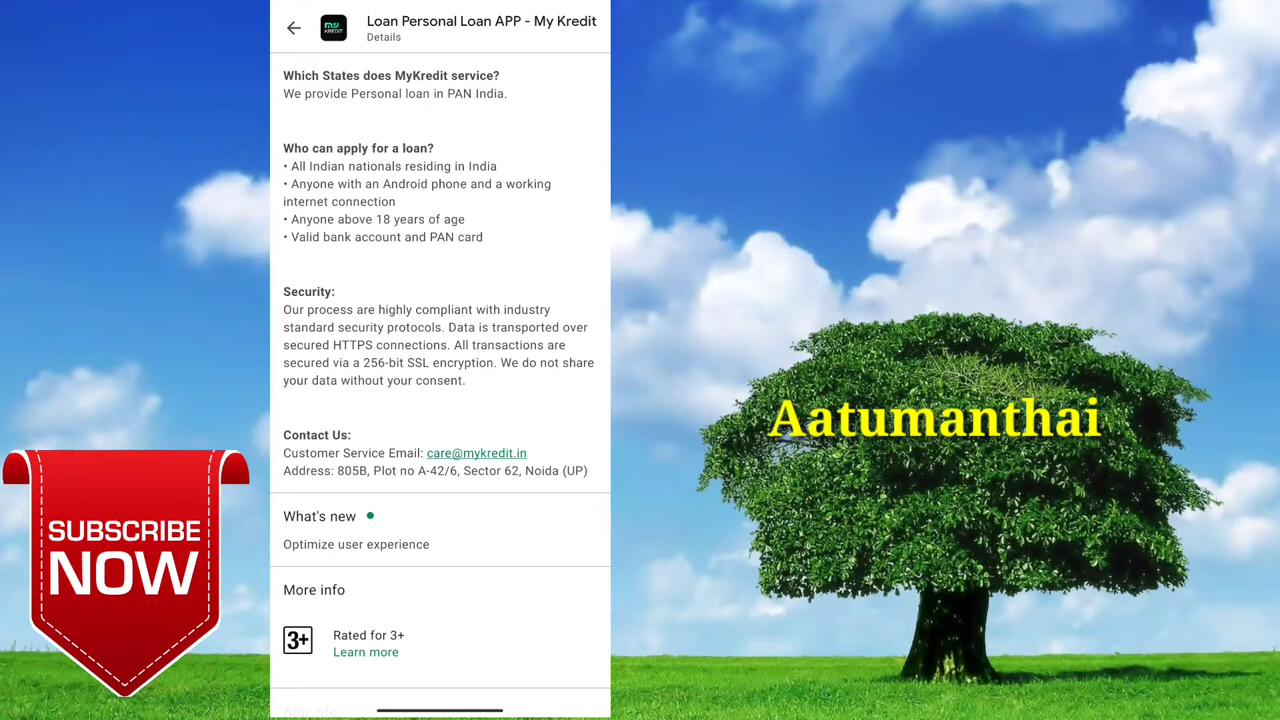 my
KREDIT
Loan Personal Loan APP - My Kredit
Details
Which States does MyKredit service?
We provide Personal loan in PAN India.
Who can apply for a loan?
• All Indian nationals residing in India
• Anyone with an Android phone and a working
internet connection
• Anyone above 18 years of age
• Valid bank account and PAN card
Security:
Our process are highly compliant with industry
standard security protocols. Data is transported over
secured HTTPS connections. All transactions are
secured via a 256-bit SSL encryption. We do not share
your data without your consent.
Contact Us:
Customer Service Email: care@mykredit.in
Address: 805B, Plot no A-42/6, Sector 62, Noida (UP)
What's new
Optimize user experience
More info
3+
Rated for 3+
Learn more
App info
SUBSCRIBE
NOW
Aatumanthai